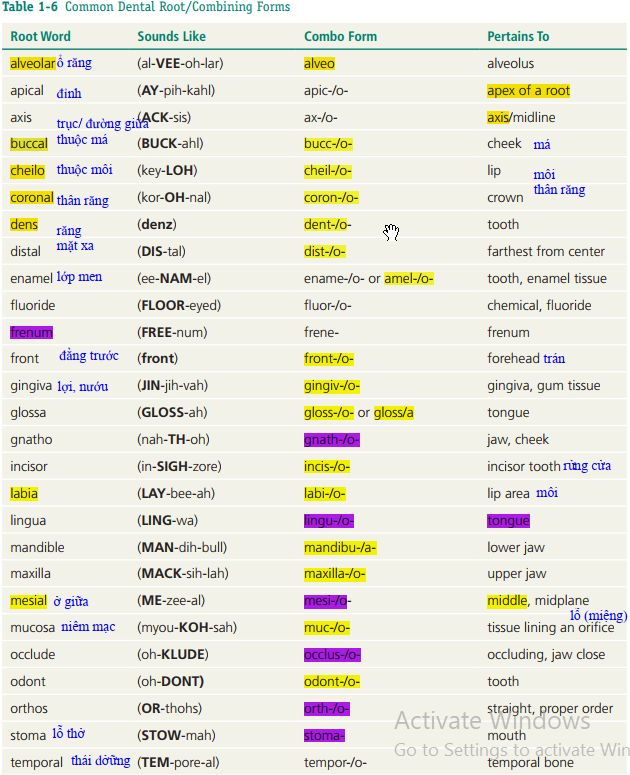 Table 1-6 Common Dental Root/Combining Forms
Root Word Sounds Like Combo Form Pertains To
alveolar ổ răng (al-VEE-oh-lar) alveo alveolus
apical đỉnh (AY-pih-kahl) apic-/o- apex of a root
axis trục/ đường giữa (ACK-sis) ax-/o- axis/midline
buccal thuộc má (BUCK-ahl) bucc-/o- cheek má
cheilo thuộc môi (key-LOH) cheil-/o- lip môi
coronal thân răng (kor-OH-nal) coron-/o- crown thân răng
dens răng (denz) dent-/o- tooth
distal mặt xa (DIS-tal) dist-/o- farthest from center
enamel lớp men (ee-NAM-el) ename-/o- or amel-/o- tooth, enamel tissue
fluoride (FLOOR-eyed) fluor-/o- chemical, fluoride
frenum (FREE-num) frene- frenum
front đằng trước (front) front-/o- forehead trán
gingiva lợi, nướu (JIN-jih-vah) gingiv-/o- gingiva, gum tissue
glossa (GLOSS-ah) gloss-/o- or gloss/a tongue
gnatho (nah-TH-oh) gnath-/o- jaw, cheek
incisor (in-SIGH-zore) incis-/o- incisor tooth răng cửa
labia (LAY-bee-ah) labi-/o- lip area môi
lingua (LING-wa) lingu-/o- tongue
mandible (MAN-dih-bull) mandibu-/a- lower jaw
maxilla (MACK-sih-lah) maxilla-/o- upper jaw
mesial ở giữa (ME-zee-al) mesi-/o- middle, midplane
mucosa niêm mạc (myou-KOH-sah) muc-/o- tissue lining an orifice lỗ (miệng)
occlude (oh-KLUDE) occlus-/o- occluding, jaw close
odont (oh-DONT) odont-/o- tooth
orthos (OR-thohs) orth-/o- straight, proper order
stoma lỗ thở (STOW-mah) stoma- mouth
temporal thái dương (TEM-pore-al) tempor-/o- temporal bone
Activate Windows
Go to Settings to activate Win